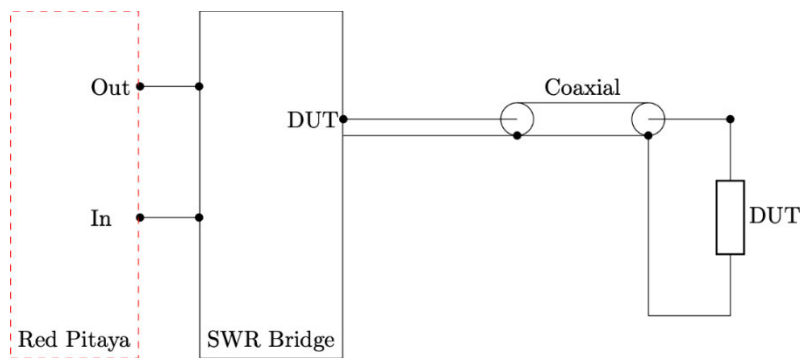 Out
Coaxial
DUT
In
DUT
Red Pitaya
SWR Bridge